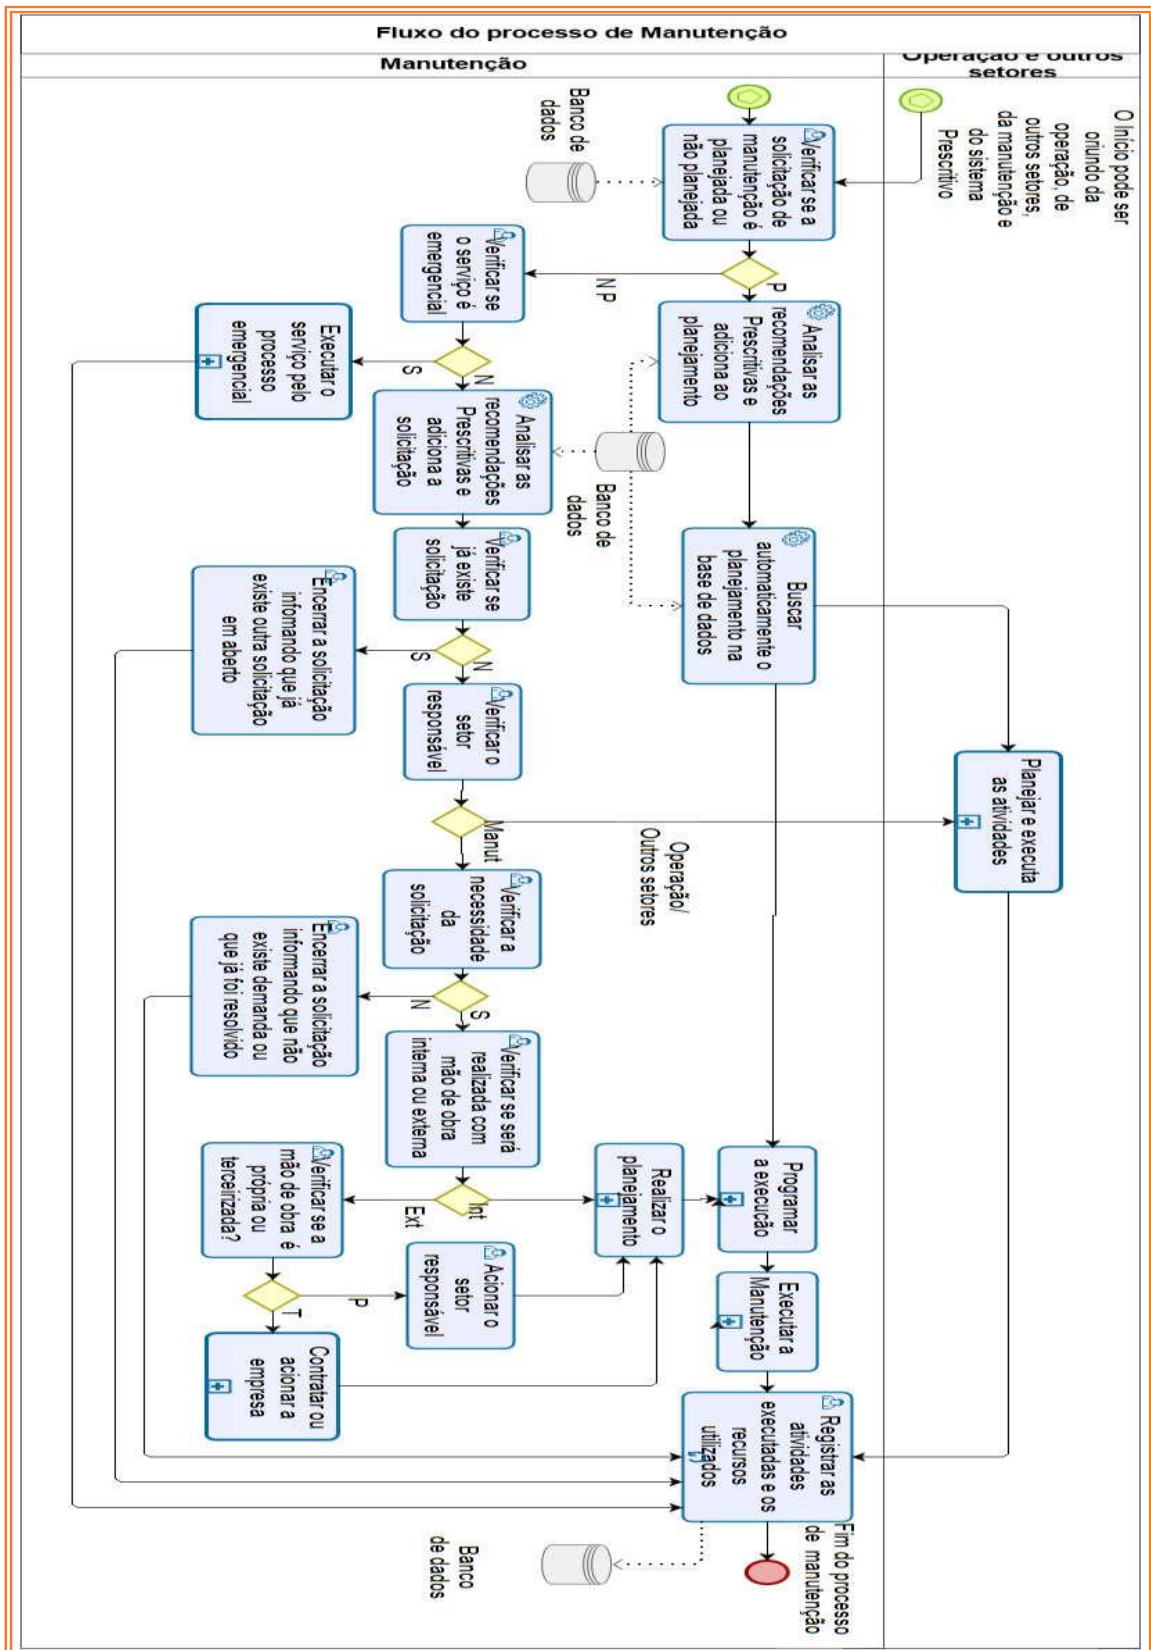 Fluxo do processo de Manutenção
Manutenção
Operação e outros
setores
O Início pode ser
oriundo da
operação, de
outros setores,
da manutenção e
do sistema
Prescritivo
Banco de
dados
Verificar se a
solicitação de
manutenção é
planejada ou
não planejada
P
N P
Verificar se
o serviço é
emergencial
Analisar as
recomendações
Prescritivas e
adiciona ao
planejamento
Executar o
serviço pelo
processo
emergencial
S
N
Analisar as
recomendações
Prescritivas e
adiciona a
solicitação
Banco de
dados
Buscar
automaticamente o
planejamento na
base de dados
Verificar se
já existe
solicitação
Encerrar a solicitação
infomando que já
existe outra solicitação
em aberto
S
N
Verificar o
setor
responsável
Planejar e executa
as atividades
Manut
Operação/
Outros setores
Verificar a
necessidade
da
solicitação
Encerrar a solicitação
informando que não
existe demanda ou
que já foi resolvido
N
S
Verificar se será
realizada com
mão de obra
interna ou externa
Verificar se a
mão de obra é
própria ou
terceirizada?
Ext
Int
Realizar o
planejamento
Programar
a execução
Acionar o
setor
responsável
P
T
Executar a
Manutenção
Contratar ou
acionar a
empresa
Registrar as
atividades
executadas e os
recursos
utilizados
Banco
de dados
Fim do processo
de manutenção